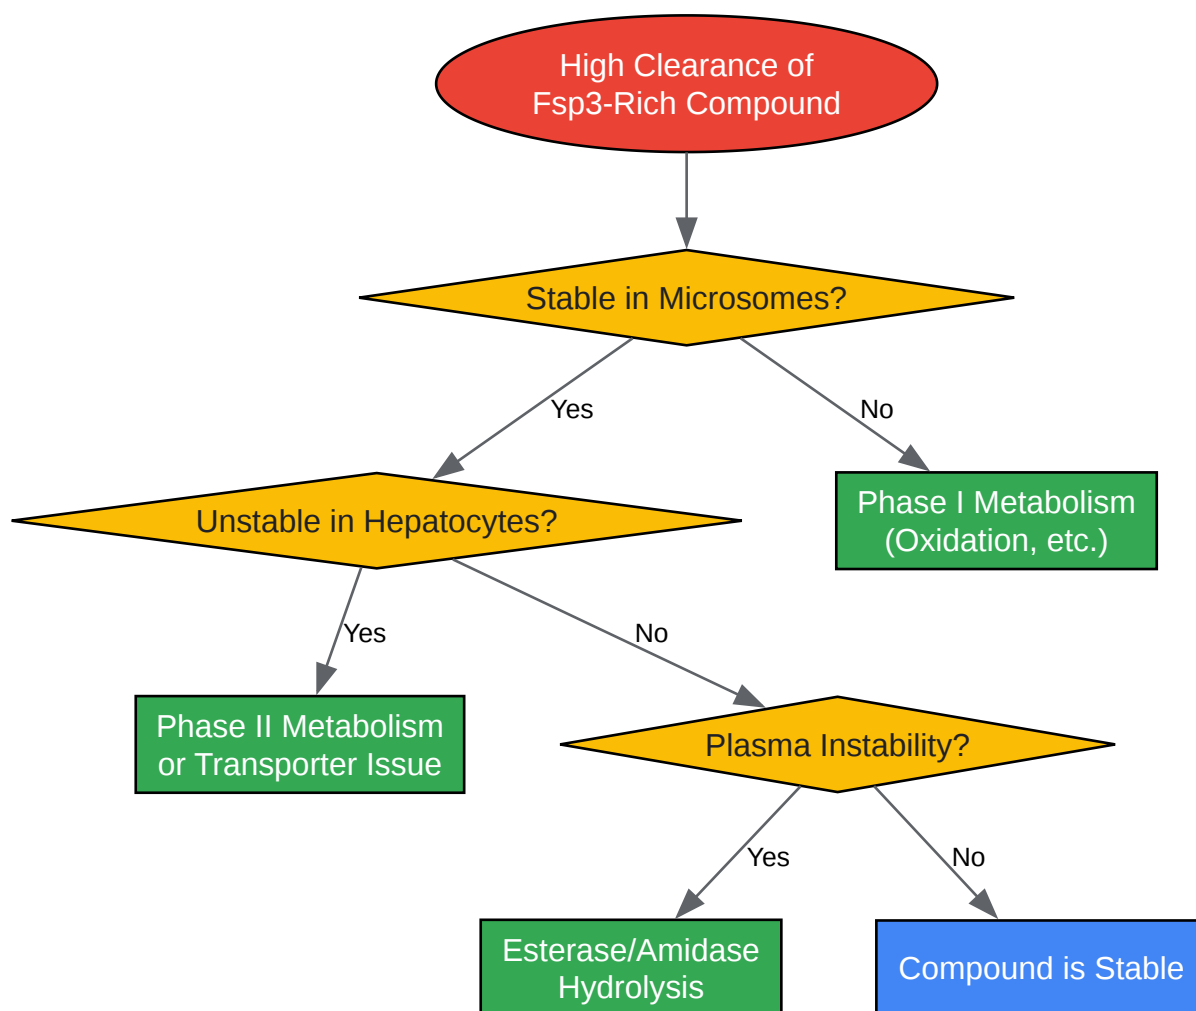 High Clearance of
Fsp3-Rich Compound
Stable in Microsomes?
Yes
No
Unstable in Hepatocytes?
Phase I Metabolism
(Oxidation, etc.)
Yes
No
Phase II Metabolism
or Transporter Issue
Plasma Instability?
Yes
No
Esterase/Amidase
Hydrolysis
Compound is Stable